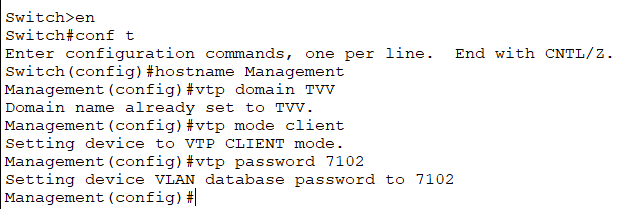 Switch>en
Switch#conf t
Enter configuration commands, one per line.  End with CNTL/Z.
Switch(config)#hostname Management
Management(config)#vtp domain TVV
Domain name already set to TVV.
Management(config)#vtp mode client
Setting device to VTP CLIENT mode.
Management(config)#vtp password 7102
Setting device VLAN database password to 7102
Management(config)#